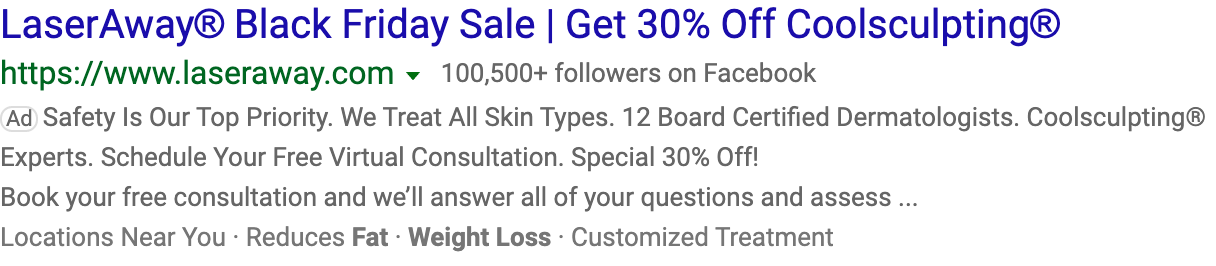 LaserAway® Black Friday Sale | Get 30% Off Coolsculpting®
https://www.laseraway.com 100,500+ followers on Facebook
Ad Safety Is Our Top Priority. We Treat All Skin Types. 12 Board Certified Dermatologists. Coolsculpting®
Experts. Schedule Your Free Virtual Consultation. Special 30% Off!
Book your free consultation and we’ll answer all of your questions and assess ...
Locations Near You · Reduces Fat · Weight Loss · Customized Treatment